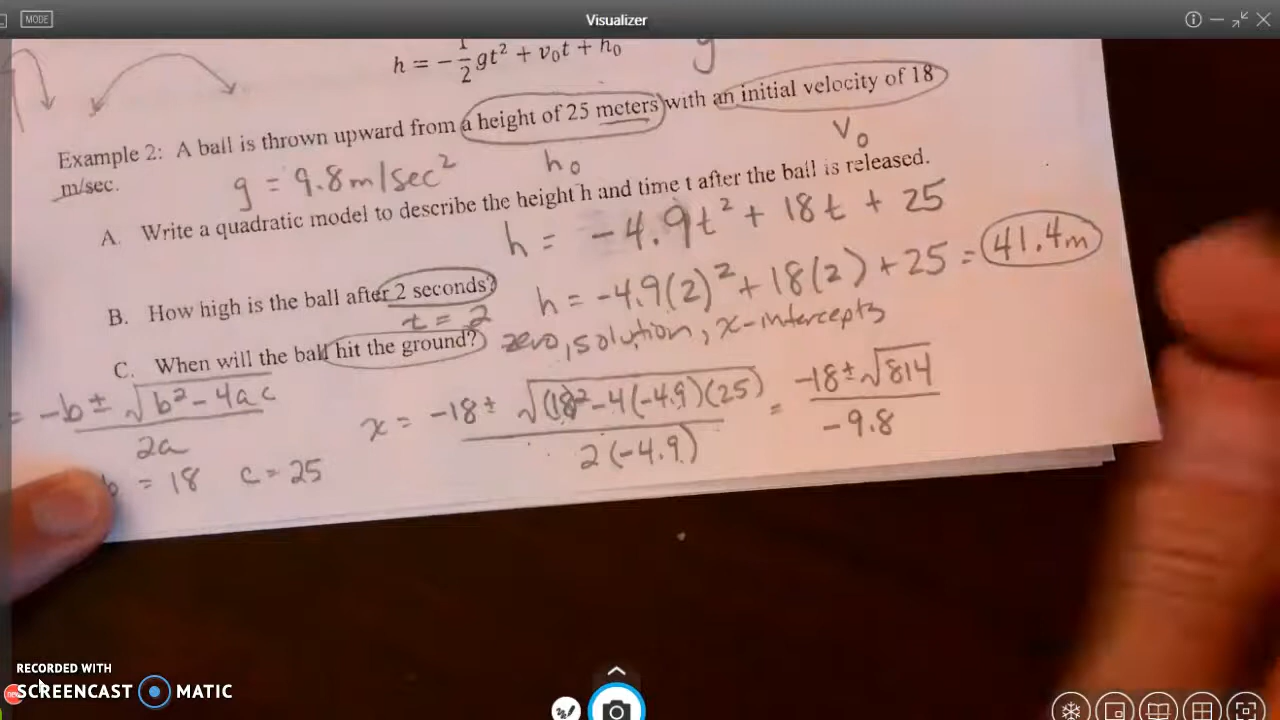 MODE
Visualizer
h = -1/2 gt² + v₀t + h₀
g
Example 2: A ball is thrown upward from a height of 25 meters with an initial velocity of 18
m/sec.
g = 9.8 m/sec²
h₀
V₀
A. Write a quadratic model to describe the height h and time t after the ball is released.
h = -4.9t² + 18t + 25
B. How high is the ball after 2 seconds?
t = 2
h = -4.9(2)² + 18(2) + 25 = 41.4m
C. When will the ball hit the ground?
zero, solution, x-intercepts
= -b ± √(b² - 4ac) / 2a
x = -18 ± √((18)² - 4(-4.9)(25)) / 2(-4.9) = -18 ± √814 / -9.8
b = 18 c = 25
RECORDED WITH
SCREENCAST MATIC